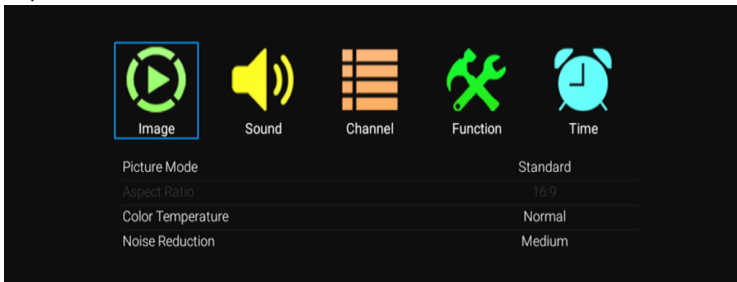 Image Sound Channel Function Time
Picture Mode Standard
Aspect Ratio 16:9
Color Temperature Normal
Noise Reduction Medium